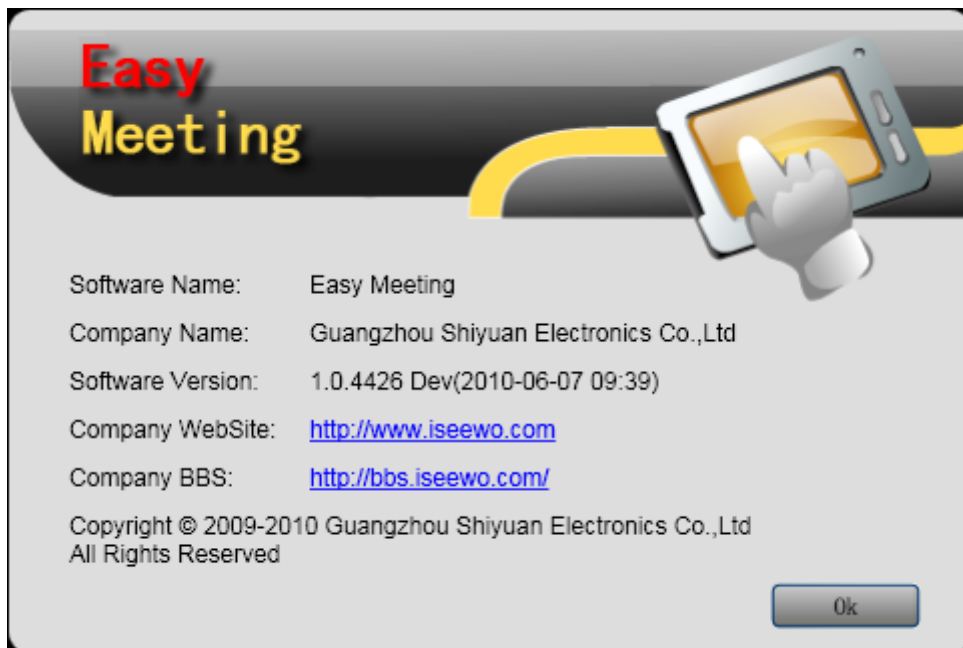 Easy
Meeting
Software Name: Easy Meeting
Company Name: Guangzhou Shiyuan Electronics Co.,Ltd
Software Version: 1.0.4426 Dev(2010-06-07 09:39)
Company WebSite: http://www.iseewo.com
Company BBS: http://bbs.iseewo.com/
Copyright © 2009-2010 Guangzhou Shiyuan Electronics Co.,Ltd
All Rights Reserved
Ok